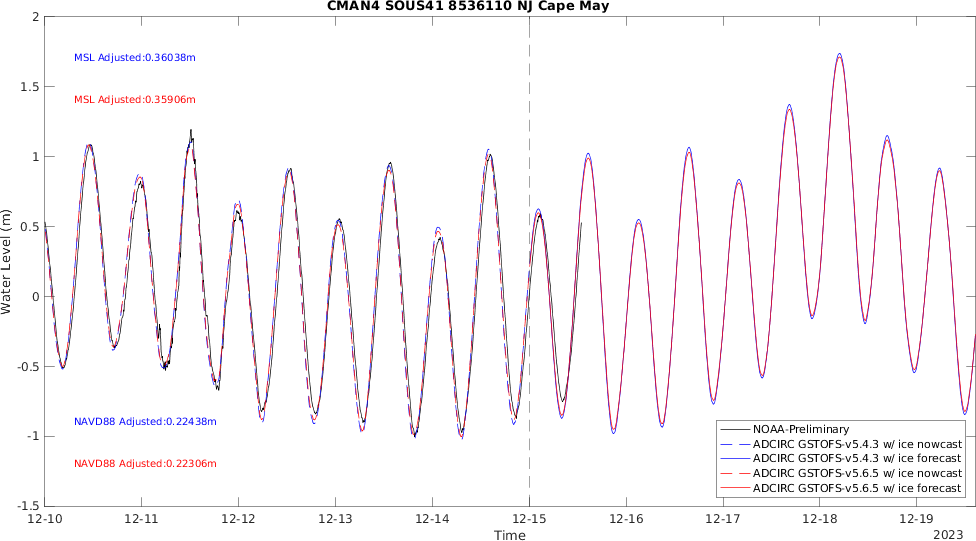 CMAN4 SOUS41 8536110 NJ Cape May
2
MSL Adjusted:0.36038m
1.5
MSL Adjusted:0.35906m
1
0.5
Water Level (m)
0
-0.5
NAVD88 Adjusted:0.22438m
-1
NAVD88 Adjusted:0.22306m
-1.5
NOAA-Preliminary
ADCIRC GSTOFS-v5.4.3 w/ ice nowcast
ADCIRC GSTOFS-v5.4.3 w/ ice forecast
ADCIRC GSTOFS-v5.6.5 w/ ice nowcast
ADCIRC GSTOFS-v5.6.5 w/ ice forecast
12-10 12-11 12-12 12-13 12-14 12-15 12-16 12-17 12-18 12-19
Time
2023